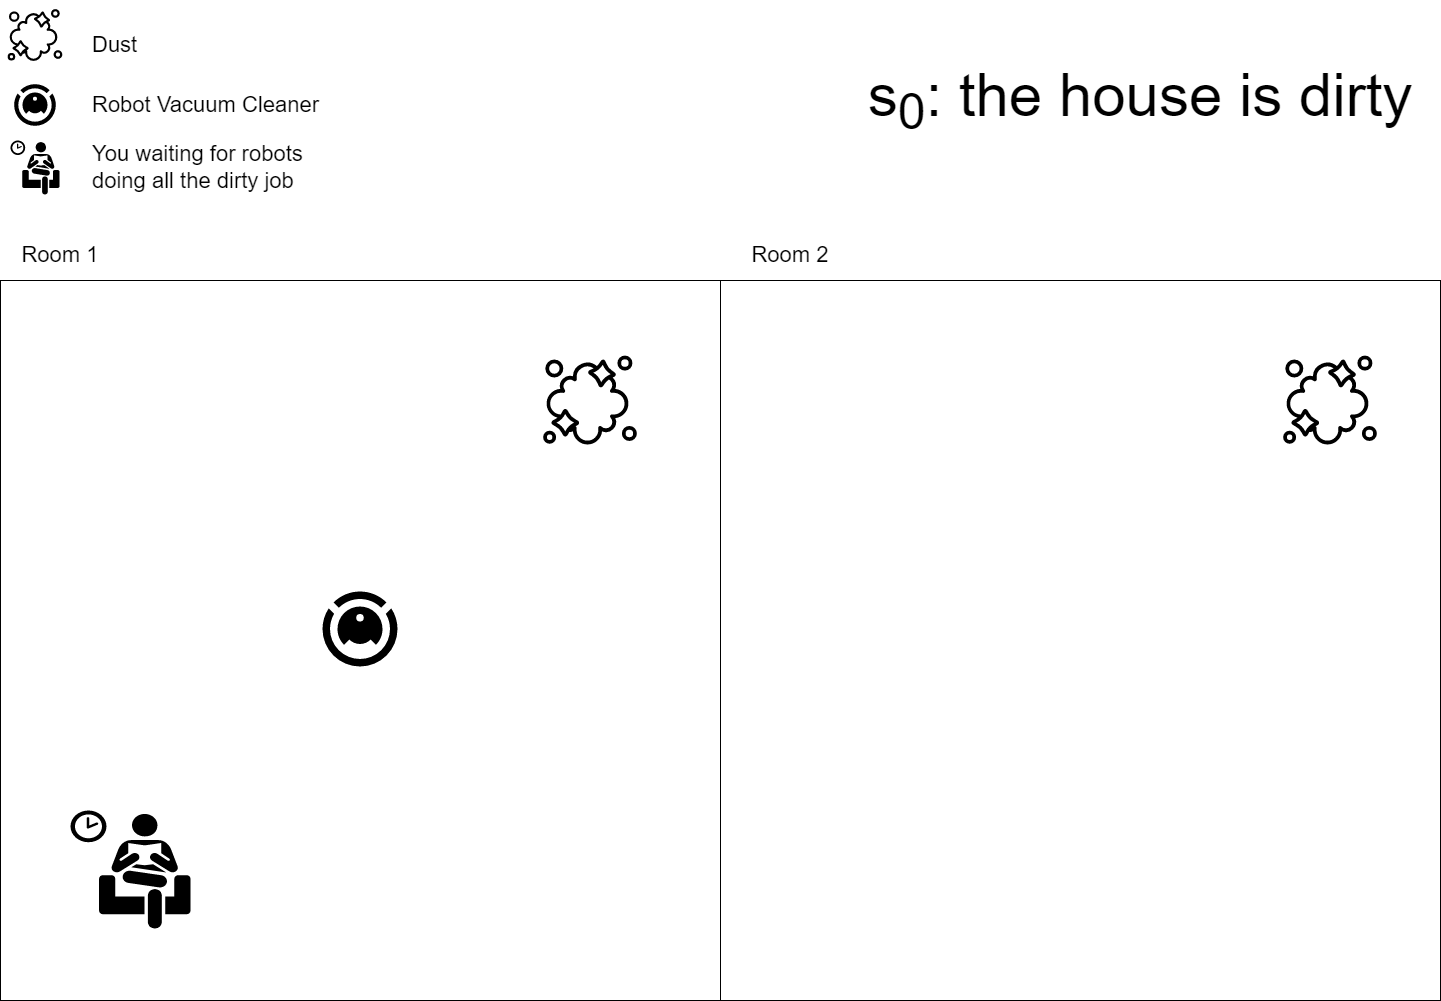 Dust
s0: the house is dirty
Robot Vacuum Cleaner
You waiting for robots
doing all the dirty job
Room 1
Room 2